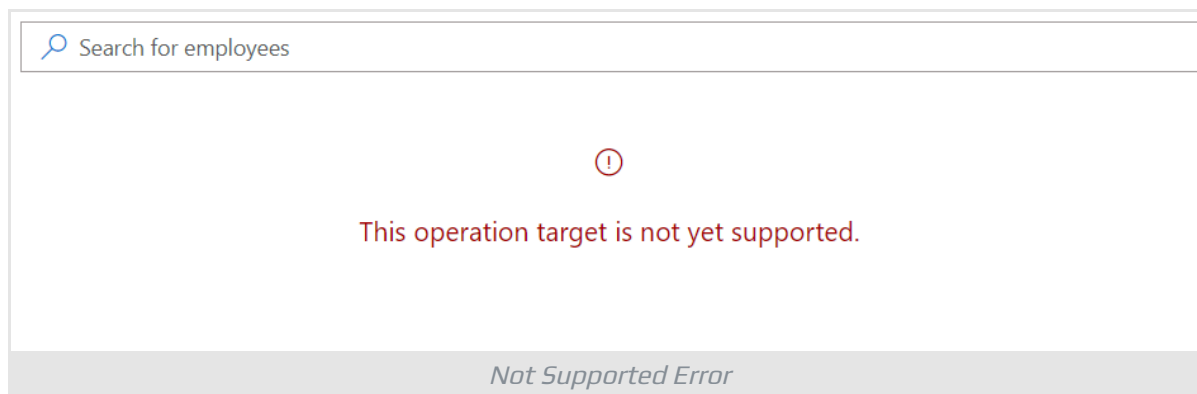 Search for employees
This operation target is not yet supported.
Not Supported Error